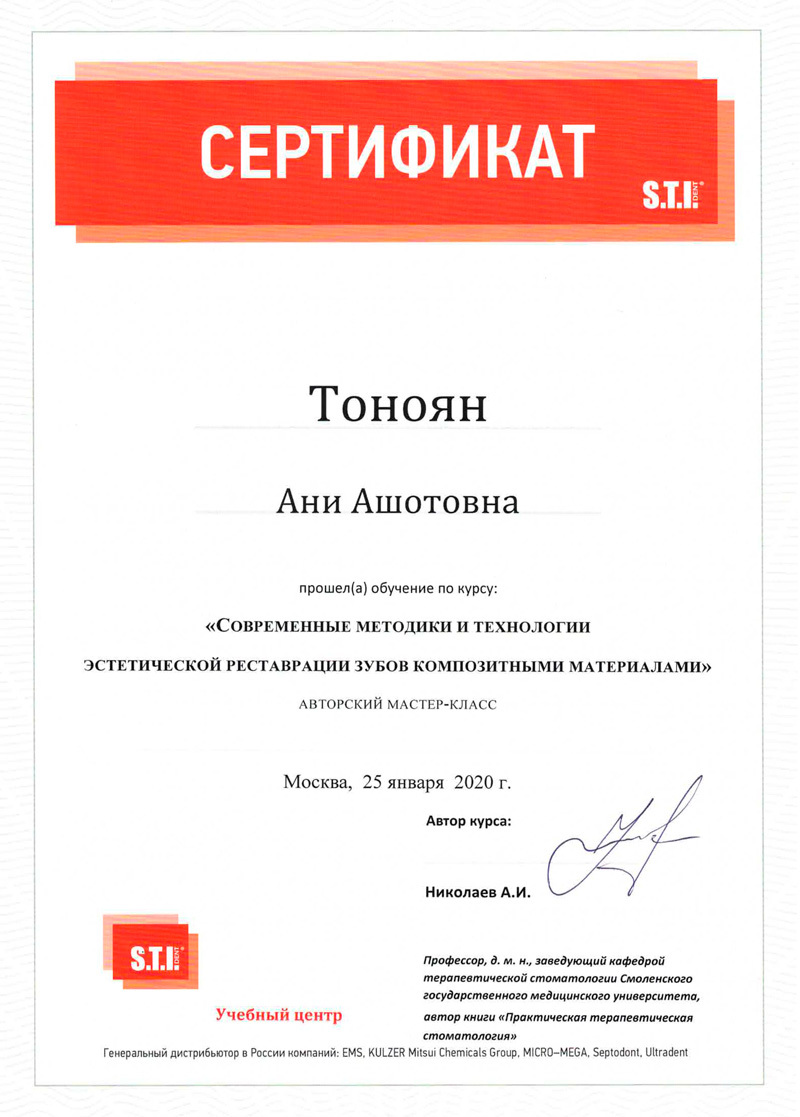 СЕРТИФИКАТ
S.T.I. DENT®
Тоноян
Ани Ашотовна
прошел(а) обучение по курсу:
«Современные методики и технологии
эстетической реставрации зубов композитными материалами»
авторский мастер-класс
Москва, 25 января 2020 г.
Автор курса:
Николаев А.И.
S.T.I. DENT®
Учебный центр
Профессор, д. м. н., заведующий кафедрой
терапевтической стоматологии Смоленского
государственного медицинского университета,
автор книги «Практическая терапевтическая
стоматология»
Генеральный дистрибьютор в России компаний: EMS, KULZER Mitsui Chemicals Group, MICRO–MEGA, Septodont, Ultradent